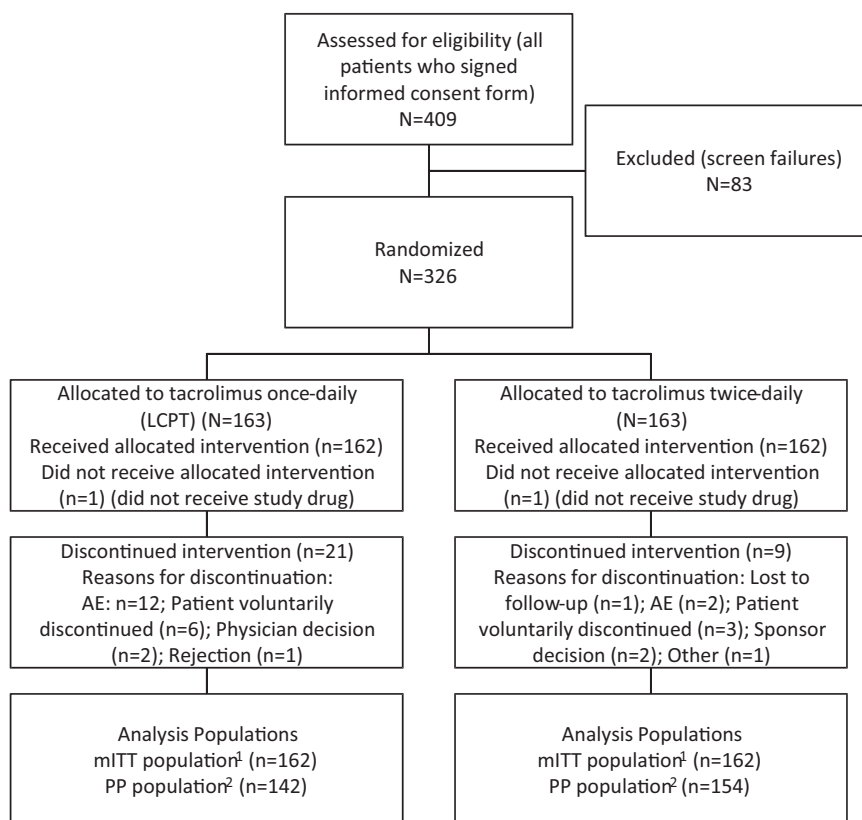 Assessed for eligibility (all
patients who signed
informed consent form)
N=409
Excluded (screen failures)
N=83
Randomized
N=326
Allocated to tacrolimus once-daily
(LCPT) (N=163)
Received allocated intervention (n=162)
Did not receive allocated intervention
(n=1) (did not receive study drug)
Allocated to tacrolimus twice-daily
(N=163)
Received allocated intervention (n=162)
Did not receive allocated intervention
(n=1) (did not receive study drug)
Discontinued intervention (n=21)
Reasons for discontinuation:
AE: n=12; Patient voluntarily
discontinued (n=6); Physician decision
(n=2); Rejection (n=1)
Discontinued intervention (n=9)
Reasons for discontinuation: Lost to
follow-up (n=1); AE (n=2); Patient
voluntarily discontinued (n=3); Sponsor
decision (n=2); Other (n=1)
Analysis Populations
mITT population¹ (n=162)
PP population² (n=142)
Analysis Populations
mITT population¹ (n=162)
PP population² (n=154)